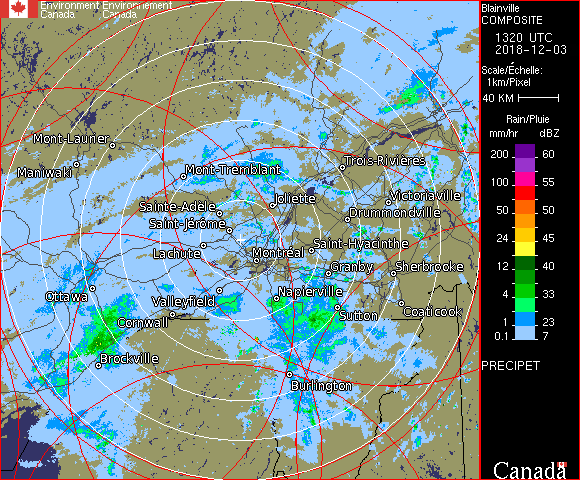 Environment Environnement
Canada Canada
Blainville
COMPOSITE
1320 UTC
2018-12-03
Scale/Échelle:
1km/Pixel
40 KM
Rain/Pluie
mm/hr dBZ
200 60
100 55
50 50
24 45
12 40
4 33
1 23
0.1 7
PRECIPET
Canada
Mont-Laurier
Maniwaki
Mont-Tremblant
Trois-Rivières
Sainte-Adèle
Joliette
Victoriaville
Saint-Jérôme
Drummondville
Lachute
Montréal
Saint-Hyacinthe
Granby
Sherbrooke
Ottawa
Valleyfield
Napierville
Cornwall
Sutton
Coaticook
Brockville
Burlington